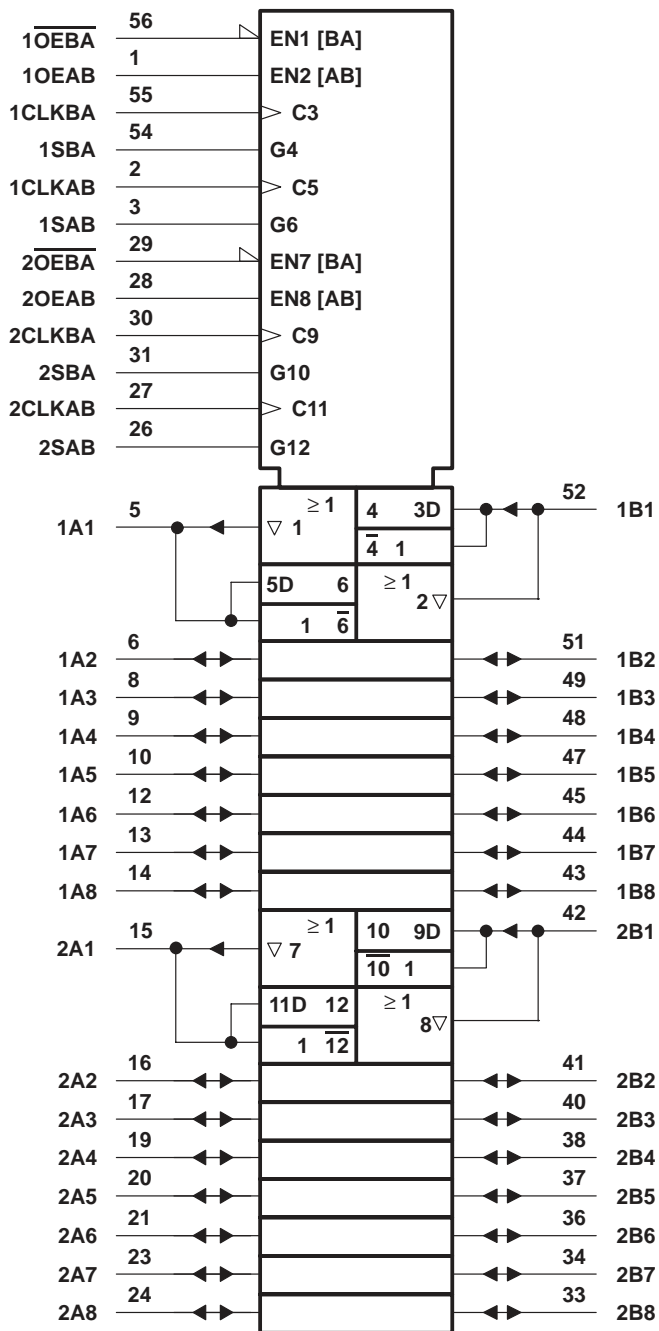 56
1O̅E̅B̅A̅ EN1 [BA]
1
1OEAB EN2 [AB]
55
1CLKBA C3
54
1SBA G4
2
1CLKAB C5
3
1SAB G6
29
2O̅E̅B̅A̅ EN7 [BA]
28
2OEAB EN8 [AB]
30
2CLKBA C9
31
2SBA G10
27
2CLKAB C11
26
2SAB G12
5 ≥ 1 4 3D 52
1A1 ▽ 1 1B1
4̅ 1
5D 6 ≥ 1
2 ▽
1 6̅
6 51
1A2 1B2
8 49
1A3 1B3
9 48
1A4 1B4
10 47
1A5 1B5
12 45
1A6 1B6
13 44
1A7 1B7
14 43
1A8 1B8
15 ≥ 1 10 9D 42
2A1 ▽ 7 2B1
1̅0̅ 1
11D 12 ≥ 1
8 ▽
1 1̅2̅
16 41
2A2 2B2
17 40
2A3 2B3
19 38
2A4 2B4
20 37
2A5 2B5
21 36
2A6 2B6
23 34
2A7 2B7
24 33
2A8 2B8